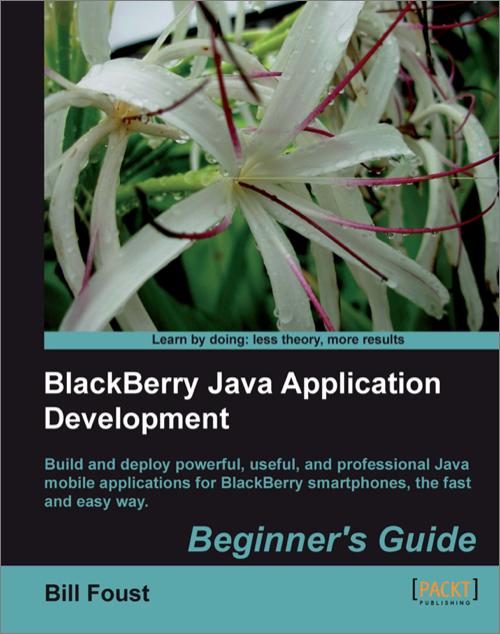 Learn by doing: less theory, more results
BlackBerry Java Application
Development
Build and deploy powerful, useful, and professional Java
mobile applications for BlackBerry smartphones, the fast
and easy way.
Beginner's Guide
Bill Foust
[PACKT]
PUBLISHING